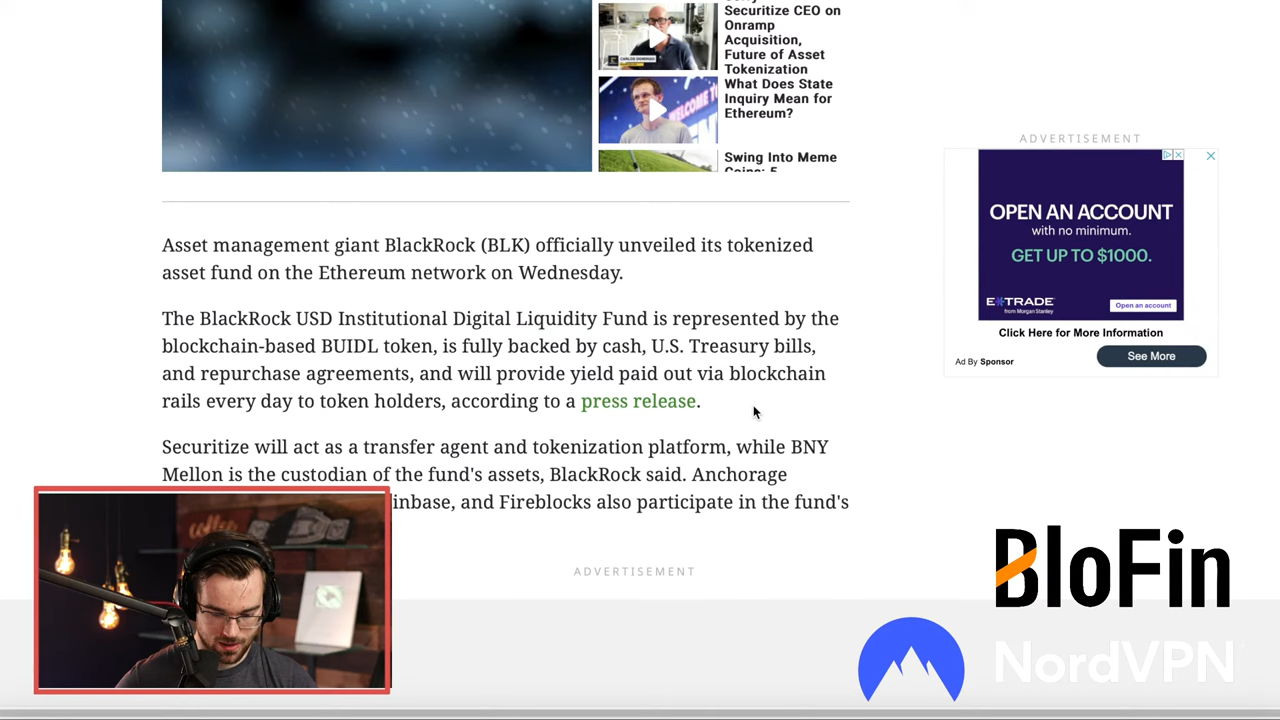 Securitize CEO on
Onramp
Acquisition,
Future of Asset
Tokenization
What Does State
Inquiry Mean for
Ethereum?
Swing Into Meme
ADVERTISEMENT
OPEN AN ACCOUNT
with no minimum.
GET UP TO $1000.
E*TRADE
from Morgan Stanley
Open an account
Click Here for More Information
Ad By Sponsor
See More
Asset management giant BlackRock (BLK) officially unveiled its tokenized
asset fund on the Ethereum network on Wednesday.
The BlackRock USD Institutional Digital Liquidity Fund is represented by the
blockchain-based BUIDL token, is fully backed by cash, U.S. Treasury bills,
and repurchase agreements, and will provide yield paid out via blockchain
rails every day to token holders, according to a press release.
Securitize will act as a transfer agent and tokenization platform, while BNY
Mellon is the custodian of the fund's assets, BlackRock said. Anchorage
inbase, and Fireblocks also participate in the fund's
ADVERTISEMENT
BloFin
NordVPN